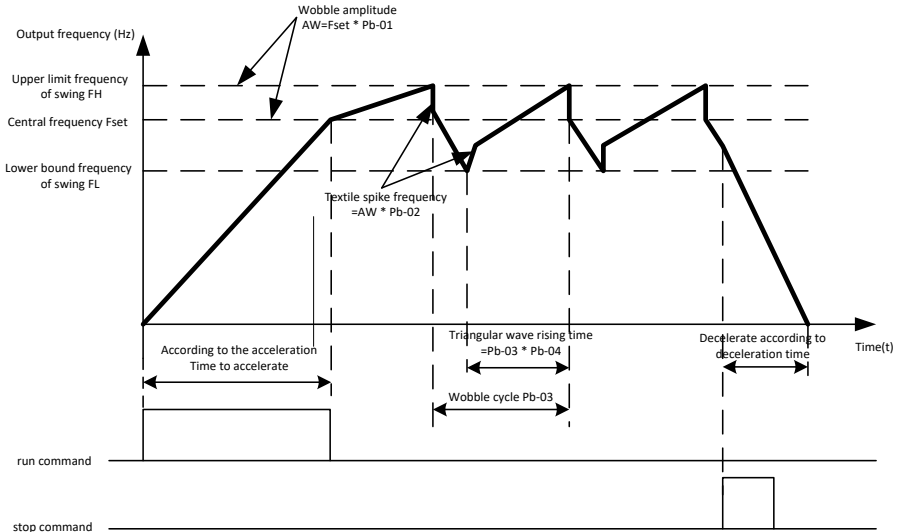 Wobble amplitude
AW=Fset * Pb-01
Output frequency (Hz)
Upper limit frequency
of swing FH
Central frequency Fset
Lower bound frequency
of swing FL
Textile spike frequency
=AW * Pb-02
According to the acceleration
Time to accelerate
Triangular wave rising time
=Pb-03 * Pb-04
Decelerate according to
deceleration time
Time(t)
Wobble cycle Pb-03
run command
stop command